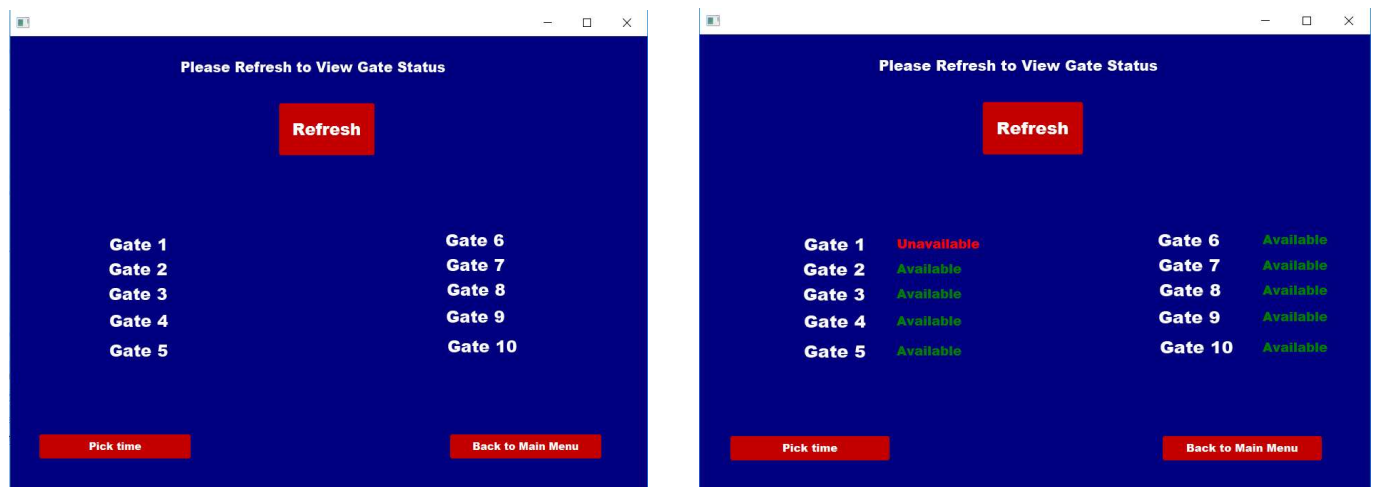 Please Refresh to View Gate Status
Refresh
Gate 1
Gate 2
Gate 3
Gate 4
Gate 5
Gate 6
Gate 7
Gate 8
Gate 9
Gate 10
Pick time
Back to Main Menu
Please Refresh to View Gate Status
Refresh
Gate 1 Unavailable
Gate 2 Available
Gate 3 Available
Gate 4 Available
Gate 5 Available
Gate 6 Available
Gate 7 Available
Gate 8 Available
Gate 9 Available
Gate 10 Available
Pick time
Back to Main Menu